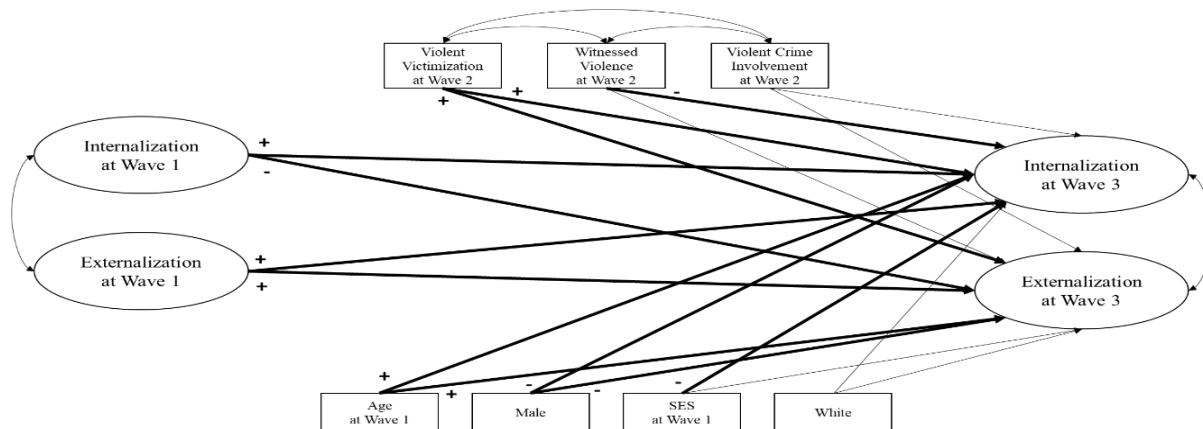 Violent
Victimization
at Wave 2
Witnessed
Violence
at Wave 2
Violent Crime
Involvement
at Wave 2
+
+
-
Internalization
at Wave 1
+
-
Internalization
at Wave 3
Externalization
at Wave 1
+
+
Externalization
at Wave 3
+
+
-
-
-
Age
at Wave 1
Male
SES
at Wave 1
White